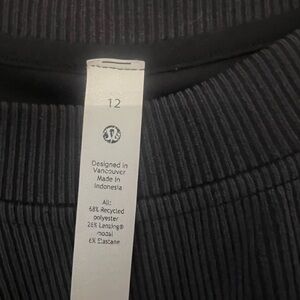 12
Designed in
Vancouver
Made in
Indonesia
All:
68% Recycled
polyester
26% Lenzing®
modal
6% Elastane